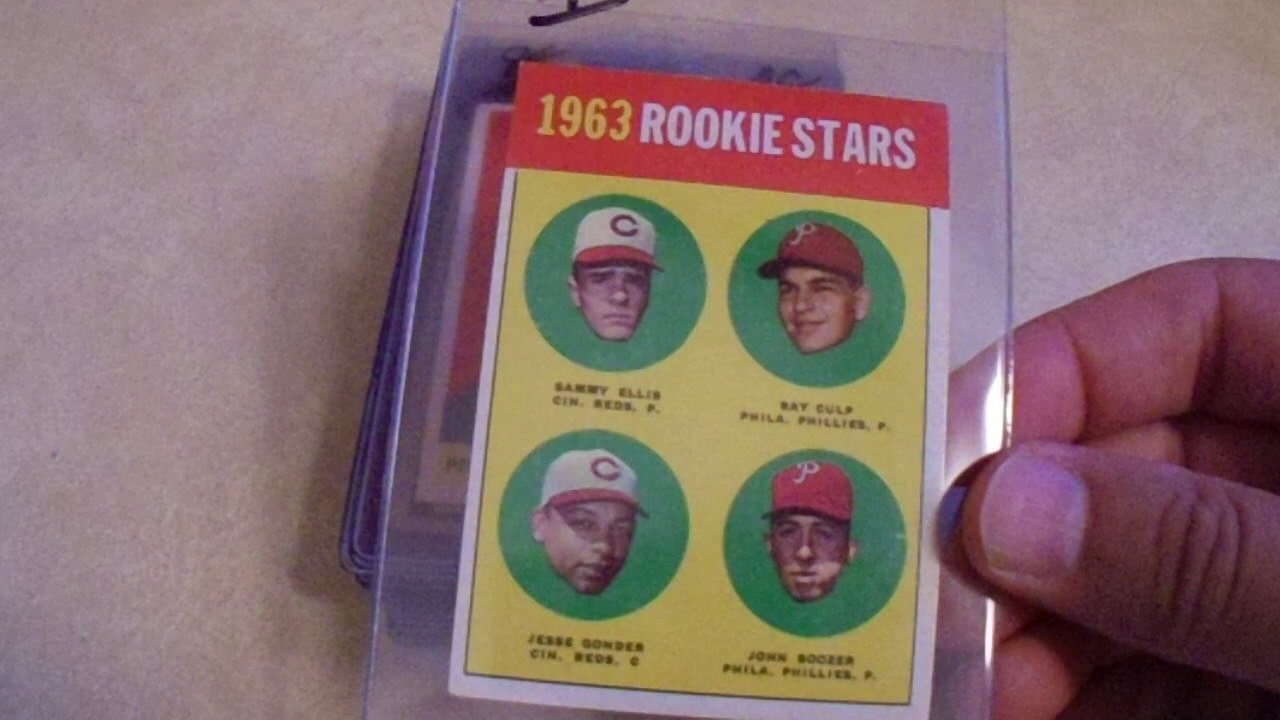 1963 ROOKIE STARS
C
P
SAMMY ELLIS
CIN. REDS, P.
RAY CULP
PHILA. PHILLIES, P.
C
P
JESSE GONDER
CIN. REDS, C
JOHN BOOZER
PHILA. PHILLIES, P.